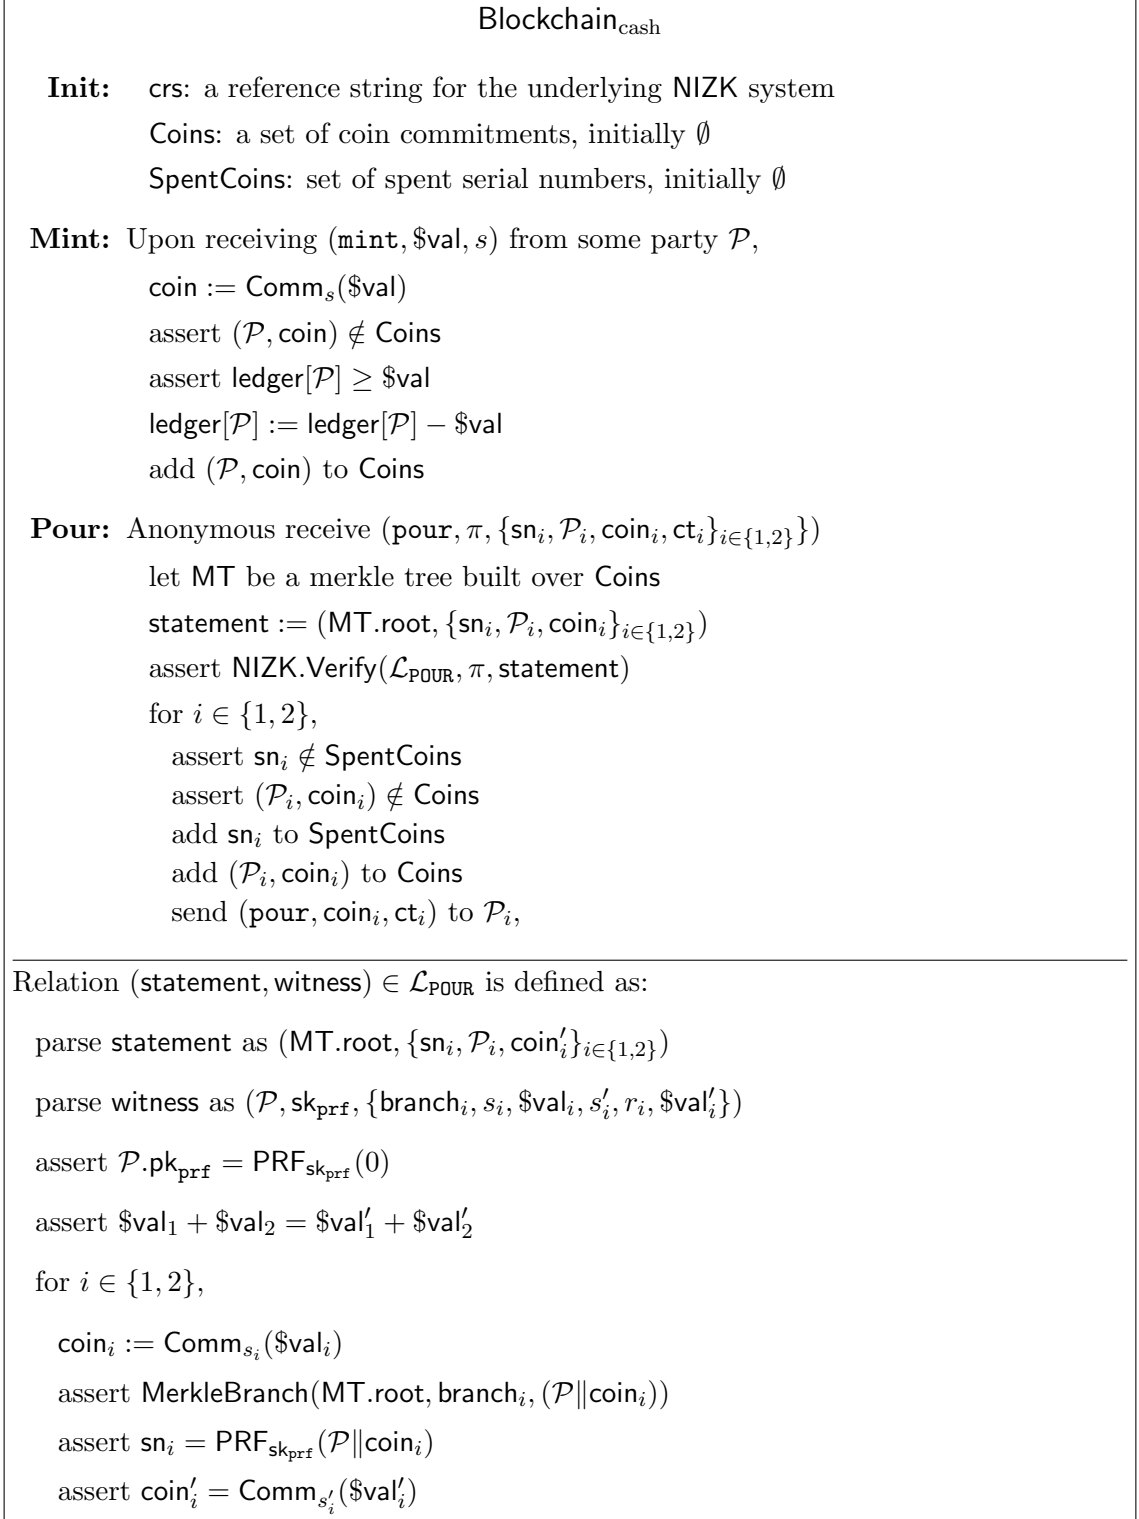 Blockchain_cash
Init: crs: a reference string for the underlying NIZK system
Coins: a set of coin commitments, initially ∅
SpentCoins: set of spent serial numbers, initially ∅
Mint: Upon receiving (mint, $val, s) from some party 𝒫,
coin := Comm_s($val)
assert (𝒫, coin) ∉ Coins
assert ledger[𝒫] ≥ $val
ledger[𝒫] := ledger[𝒫] − $val
add (𝒫, coin) to Coins
Pour: Anonymous receive (pour, π, {sn_i, 𝒫_i, coin_i, ct_i}_{i∈{1,2}}})
let MT be a merkle tree built over Coins
statement := (MT.root, {sn_i, 𝒫_i, coin_i}_{i∈{1,2}})
assert NIZK.Verify(ℒ_POUR, π, statement)
for i ∈ {1, 2},
assert sn_i ∉ SpentCoins
assert (𝒫_i, coin_i) ∉ Coins
add sn_i to SpentCoins
add (𝒫_i, coin_i) to Coins
send (pour, coin_i, ct_i) to 𝒫_i,
Relation (statement, witness) ∈ ℒ_POUR is defined as:
parse statement as (MT.root, {sn_i, 𝒫_i, coin′_i}_{i∈{1,2}})
parse witness as (𝒫, sk_prf, {branch_i, s_i, $val_i, s′_i, r_i, $val′_i})
assert 𝒫.pk_prf = PRF_{sk_prf}(0)
assert $val_1 + $val_2 = $val′_1 + $val′_2
for i ∈ {1, 2},
coin_i := Comm_{s_i}($val_i)
assert MerkleBranch(MT.root, branch_i, (𝒫‖coin_i))
assert sn_i = PRF_{sk_prf}(𝒫‖coin_i)
assert coin′_i = Comm_{s′_i}($val′_i)